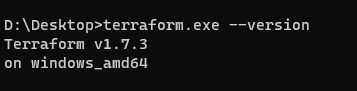 D:\Desktop>terraform.exe --version
Terraform v1.7.3
on windows_amd64